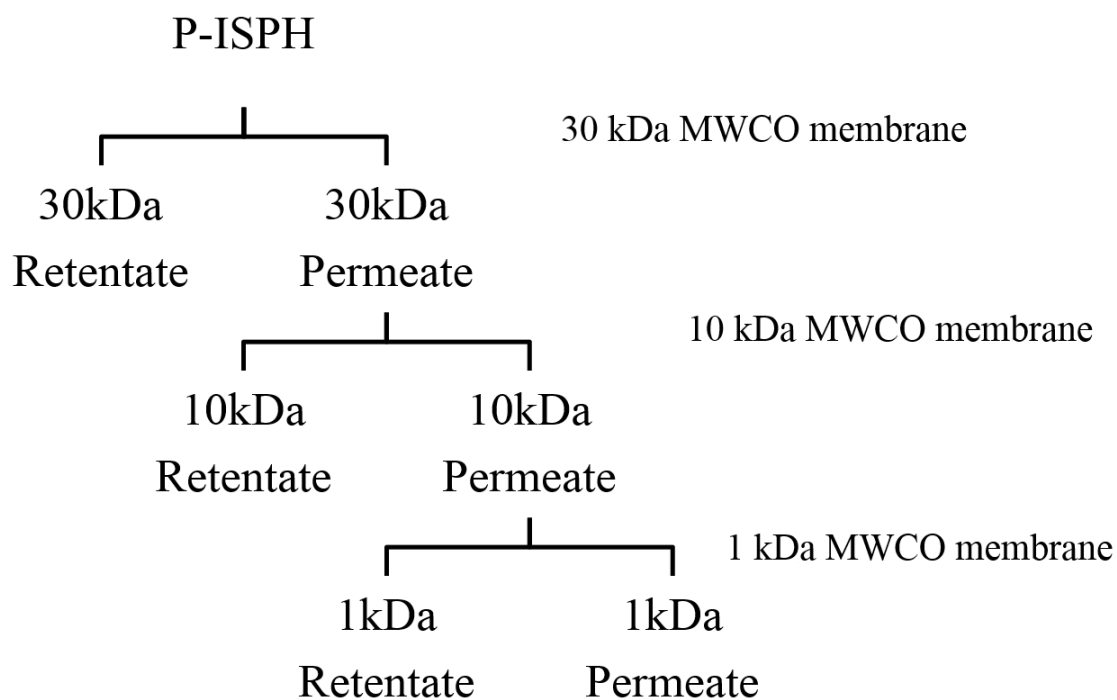 P-ISPH
30 kDa MWCO membrane
30kDa
Retentate
30kDa
Permeate
10 kDa MWCO membrane
10kDa
Retentate
10kDa
Permeate
1 kDa MWCO membrane
1kDa
Retentate
1kDa
Permeate